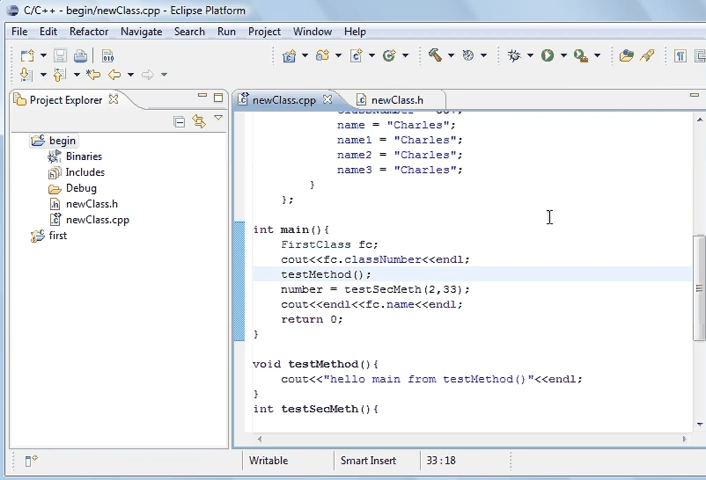 C/C++ - begin/newClass.cpp - Eclipse Platform
File Edit Refactor Navigate Search Run Project Window Help
Project Explorer
newClass.cpp
newClass.h
begin
Binaries
Includes
Debug
newClass.h
newClass.cpp
first
name = "Charles";
name1 = "Charles";
name2 = "Charles";
name3 = "Charles";
}
};
int main(){
FirstClass fc;
cout<<fc.classNumber<<endl;
testMethod();
number = testSecMeth(2,33);
cout<<endl<<fc.name<<endl;
return 0;
}
void testMethod(){
cout<<"hello main from testMethod()"<<endl;
}
int testSecMeth(){
Writable
Smart Insert
33 : 18